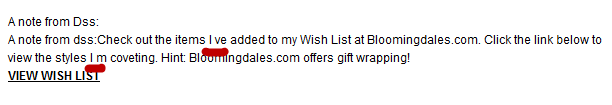 A note from Dss:
A note from dss:Check out the items I ve added to my Wish List at Bloomingdales.com. Click the link below to
view the styles I m coveting. Hint: Bloomingdales.com offers gift wrapping!
VIEW WISH LIST